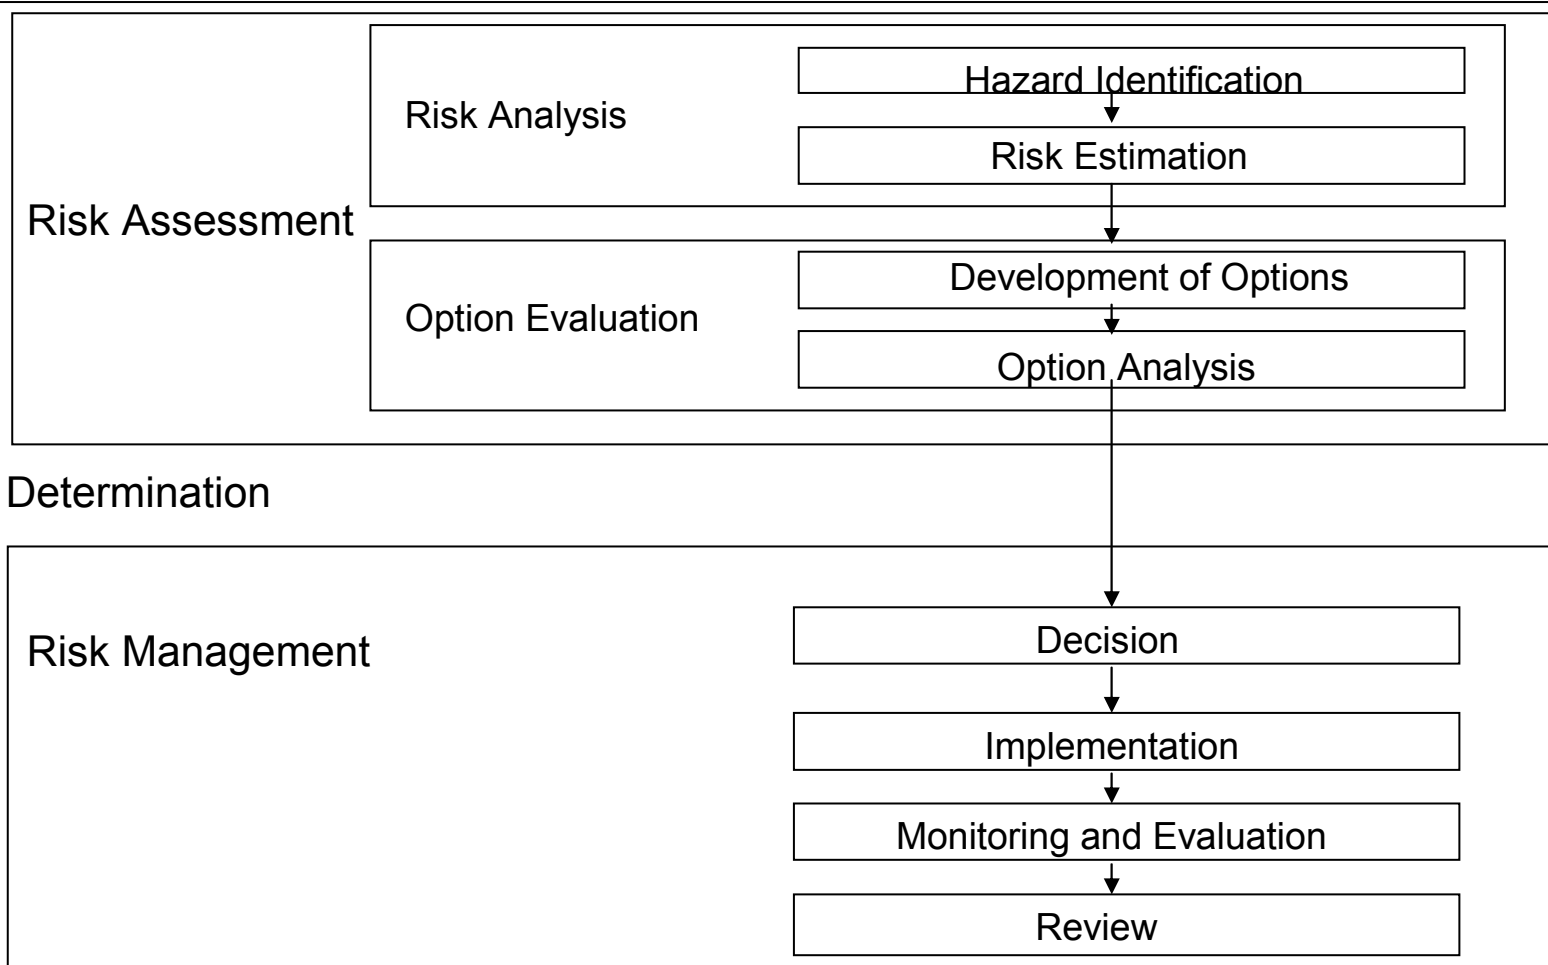 Hazard Identification
Risk Analysis
Risk Estimation
Risk Assessment
Development of Options
Option Evaluation
Option Analysis
Determination
Decision
Risk Management
Implementation
Monitoring and Evaluation
Review